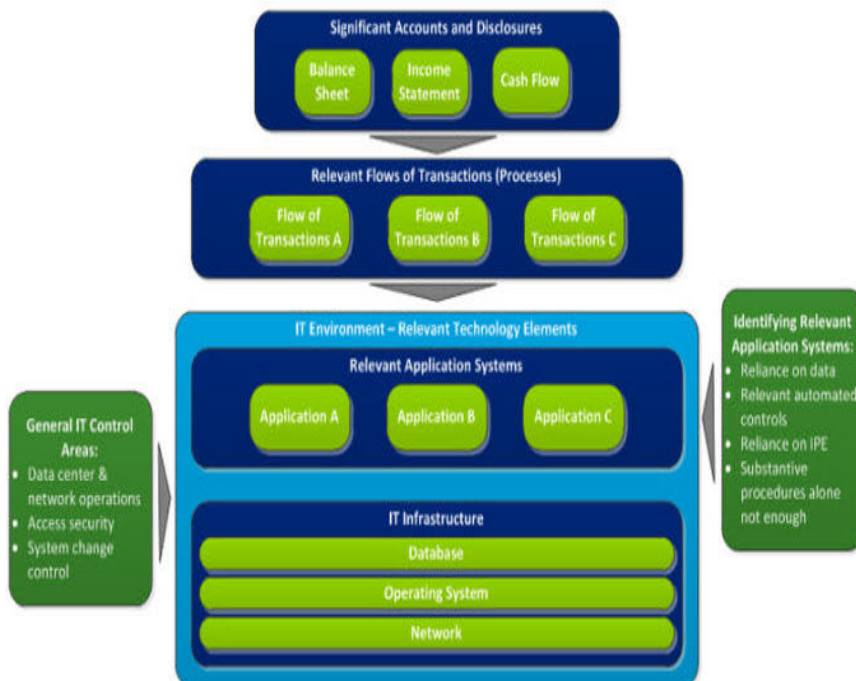 Significant Accounts and Disclosures
Balance
Sheet
Income
Statement
Cash Flow
Relevant Flows of Transactions (Processes)
Flow of
Transactions A
Flow of
Transactions B
Flow of
Transactions C
IT Environment – Relevant Technology Elements
Relevant Application Systems
Application A
Application B
Application C
IT Infrastructure
Database
Operating System
Network
General IT Control
Areas:
• Data center &
network operations
• Access security
• System change
control
Identifying Relevant
Application Systems:
• Reliance on data
• Relevant automated
controls
• Reliance on IPE
• Substantive
procedures alone
not enough